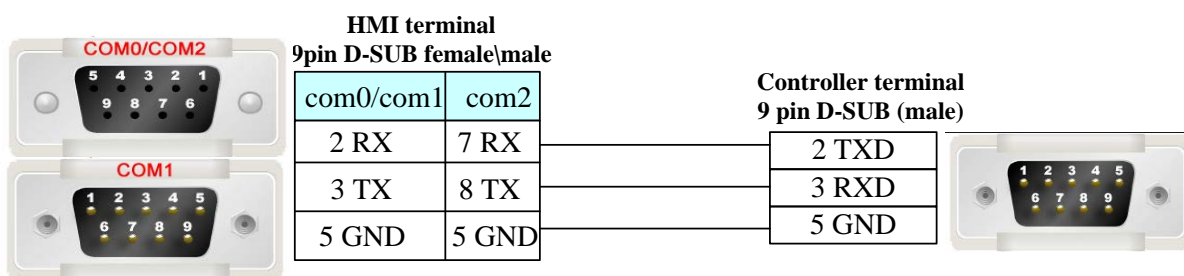 HMI terminal
9pin D-SUB female\male
COM0/COM2
5 4 3 2 1
9 8 7 6
COM1
1 2 3 4 5
6 7 8 9
com0/com1 com2
2 RX 7 RX
3 TX 8 TX
5 GND 5 GND
Controller terminal
9 pin D-SUB (male)
2 TXD
3 RXD
5 GND
1 2 3 4 5
6 7 8 9